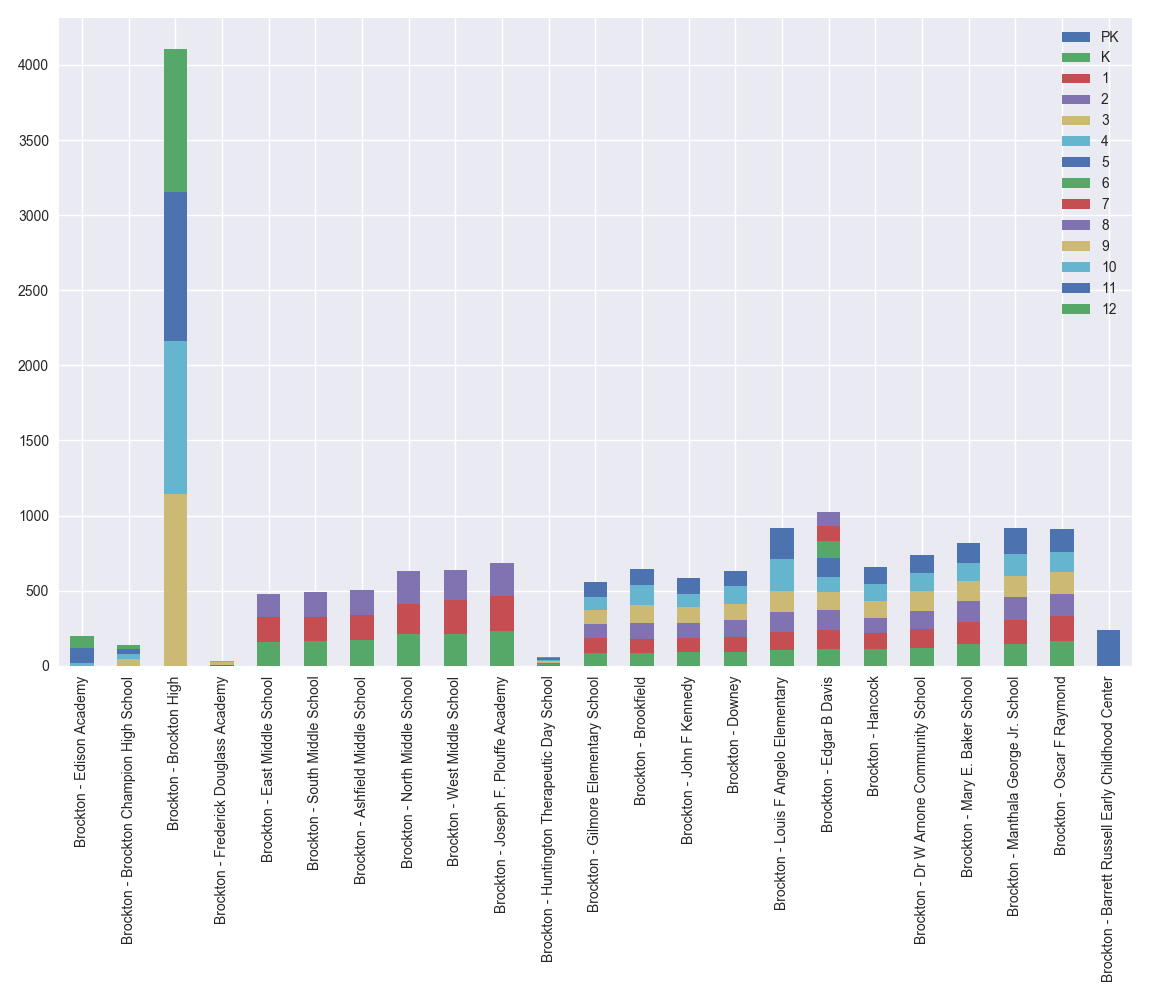 4000
3500
3000
2500
2000
1500
1000
500
0
PK
K
1
2
3
4
5
6
7
8
9
10
11
12
Brockton - Edison Academy
Brockton - Brockton Champion High School
Brockton - Brockton High
Brockton - Frederick Douglass Academy
Brockton - East Middle School
Brockton - South Middle School
Brockton - Ashfield Middle School
Brockton - North Middle School
Brockton - West Middle School
Brockton - Joseph F. Plouffe Academy
Brockton - Huntington Therapeutic Day School
Brockton - Gilmore Elementary School
Brockton - Brookfield
Brockton - John F Kennedy
Brockton - Downey
Brockton - Louis F Angelo Elementary
Brockton - Edgar B Davis
Brockton - Hancock
Brockton - Dr W Arnone Community School
Brockton - Mary E. Baker School
Brockton - Manthala George Jr. School
Brockton - Oscar F Raymond
Brockton - Barrett Russell Early Childhood Center